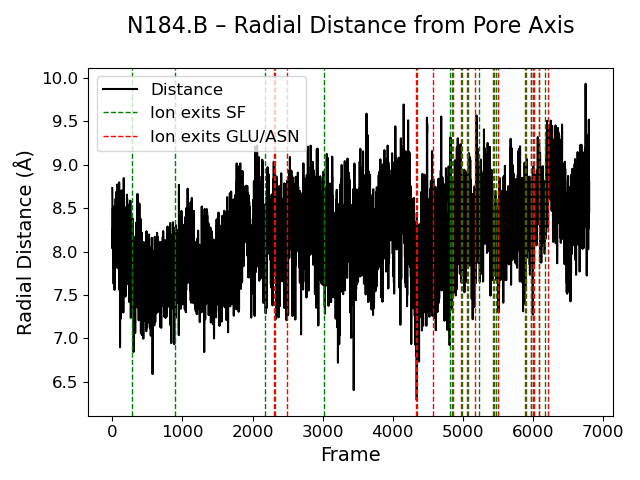 N184.B – Radial Distance from Pore Axis
Distance
Ion exits SF
Ion exits GLU/ASN
Radial Distance (Å)
10.0
9.5
9.0
8.5
8.0
7.5
7.0
6.5
0 1000 2000 3000 4000 5000 6000 7000
Frame